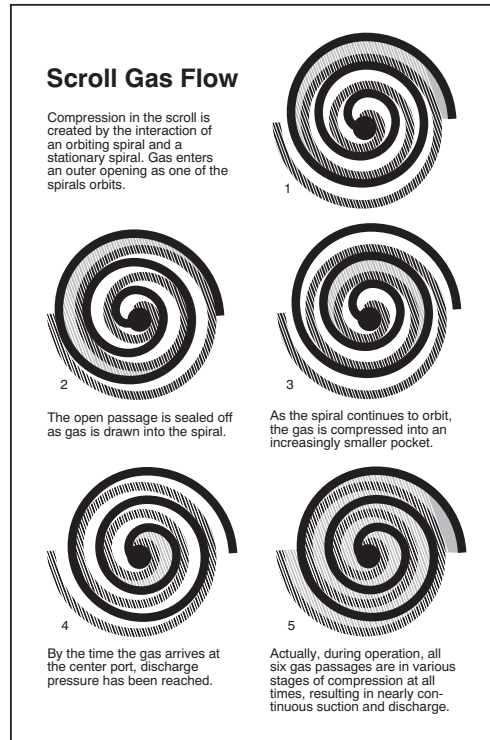 Scroll Gas Flow
Compression in the scroll is
created by the interaction of
an orbiting spiral and a
stationary spiral. Gas enters
an outer opening as one of the
spirals orbits.
1
2
The open passage is sealed off
as gas is drawn into the spiral.
3
As the spiral continues to orbit,
the gas is compressed into an
increasingly smaller pocket.
4
By the time the gas arrives at
the center port, discharge
pressure has been reached.
5
Actually, during operation, all
six gas passages are in various
stages of compression at all
times, resulting in nearly con-
tinuous suction and discharge.